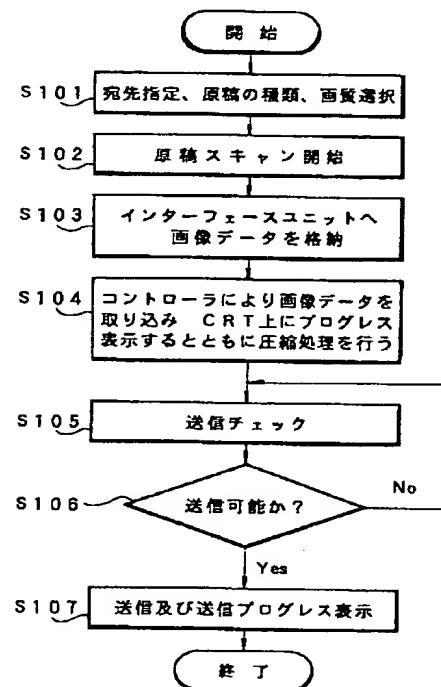 開始
S101 宛先指定、原稿の種類、画質選択
S102 原稿スキャン開始
S103 インターフェースユニットへ
画像データを格納
S104 コントローラにより画像データを
取り込み CRT上にプログレス
表示するとともに圧縮処理を行う
S105 送信チェック
S106 送信可能か?
No
Yes
S107 送信及び送信プログレス表示
終了